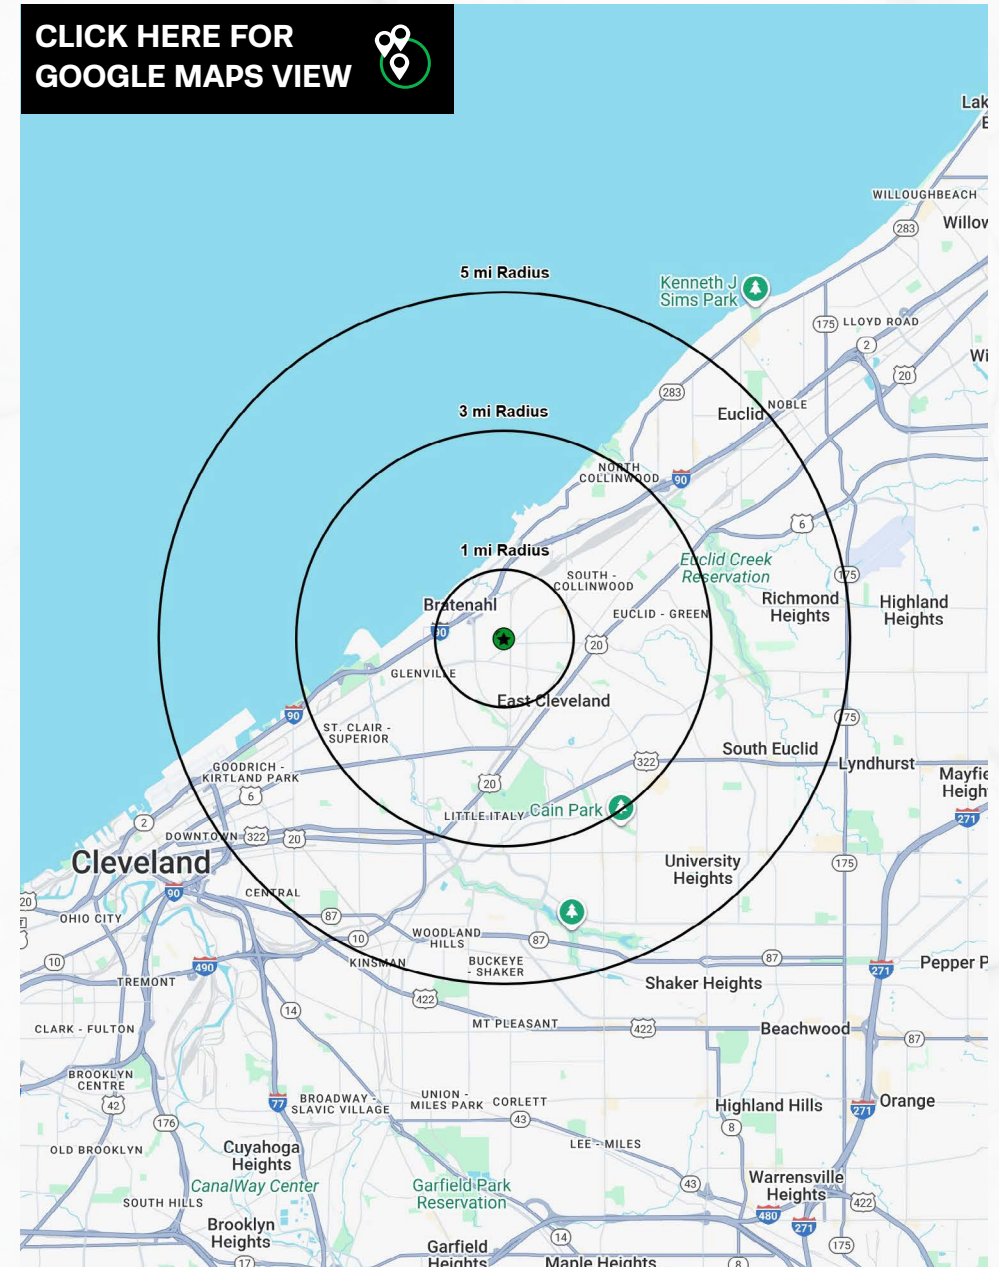 CLICK HERE FOR
GOOGLE MAPS VIEW
Lak
E
WILLOUGHBEACH
283
Willov
5 mi Radius
Kenneth J
Sims Park
175
LLOYD ROAD
2
Wi
20
283
3 mi Radius
Euclid
NOBLE
NORTH
COLLINWOOD
90
6
1 mi Radius
Euclid Creek
Reservation
SOUTH -
COLLINWOOD
175
Bratenahl
EUCLID - GREEN
Richmond
Heights
Highland
Heights
90
20
GLENVILLE
East Cleveland
90
175
ST. CLAIR -
SUPERIOR
South Euclid
322
Lyndhurst
GOODRICH -
KIRTLAND PARK
Mayfie
Heigh
20
6
LITTLE ITALY
Cain Park
271
2
DOWNTOWN
322
20
Cleveland
University
Heights
175
90
CENTRAL
20
OHIO CITY
87
10
WOODLAND
HILLS
87
10
KINSMAN
BUCKEYE
- SHAKER
87
490
271
Pepper P
TREMONT
Shaker Heights
422
14
CLARK - FULTON
MT PLEASANT
422
Beachwood
87
BROOKLYN
CENTRE
42
77
BROADWAY -
SLAVIC VILLAGE
UNION -
MILES PARK
CORLETT
Highland Hills
271
Orange
176
43
8
OLD BROOKLYN
Cuyahoga
Heights
LEE - MILES
CanalWay Center
Garfield Park
Reservation
43
Warrensville
Heights
422
SOUTH HILLS
480
271
Brooklyn
Heights
14
175
17
Garfield
Heights
Maple Heights
8